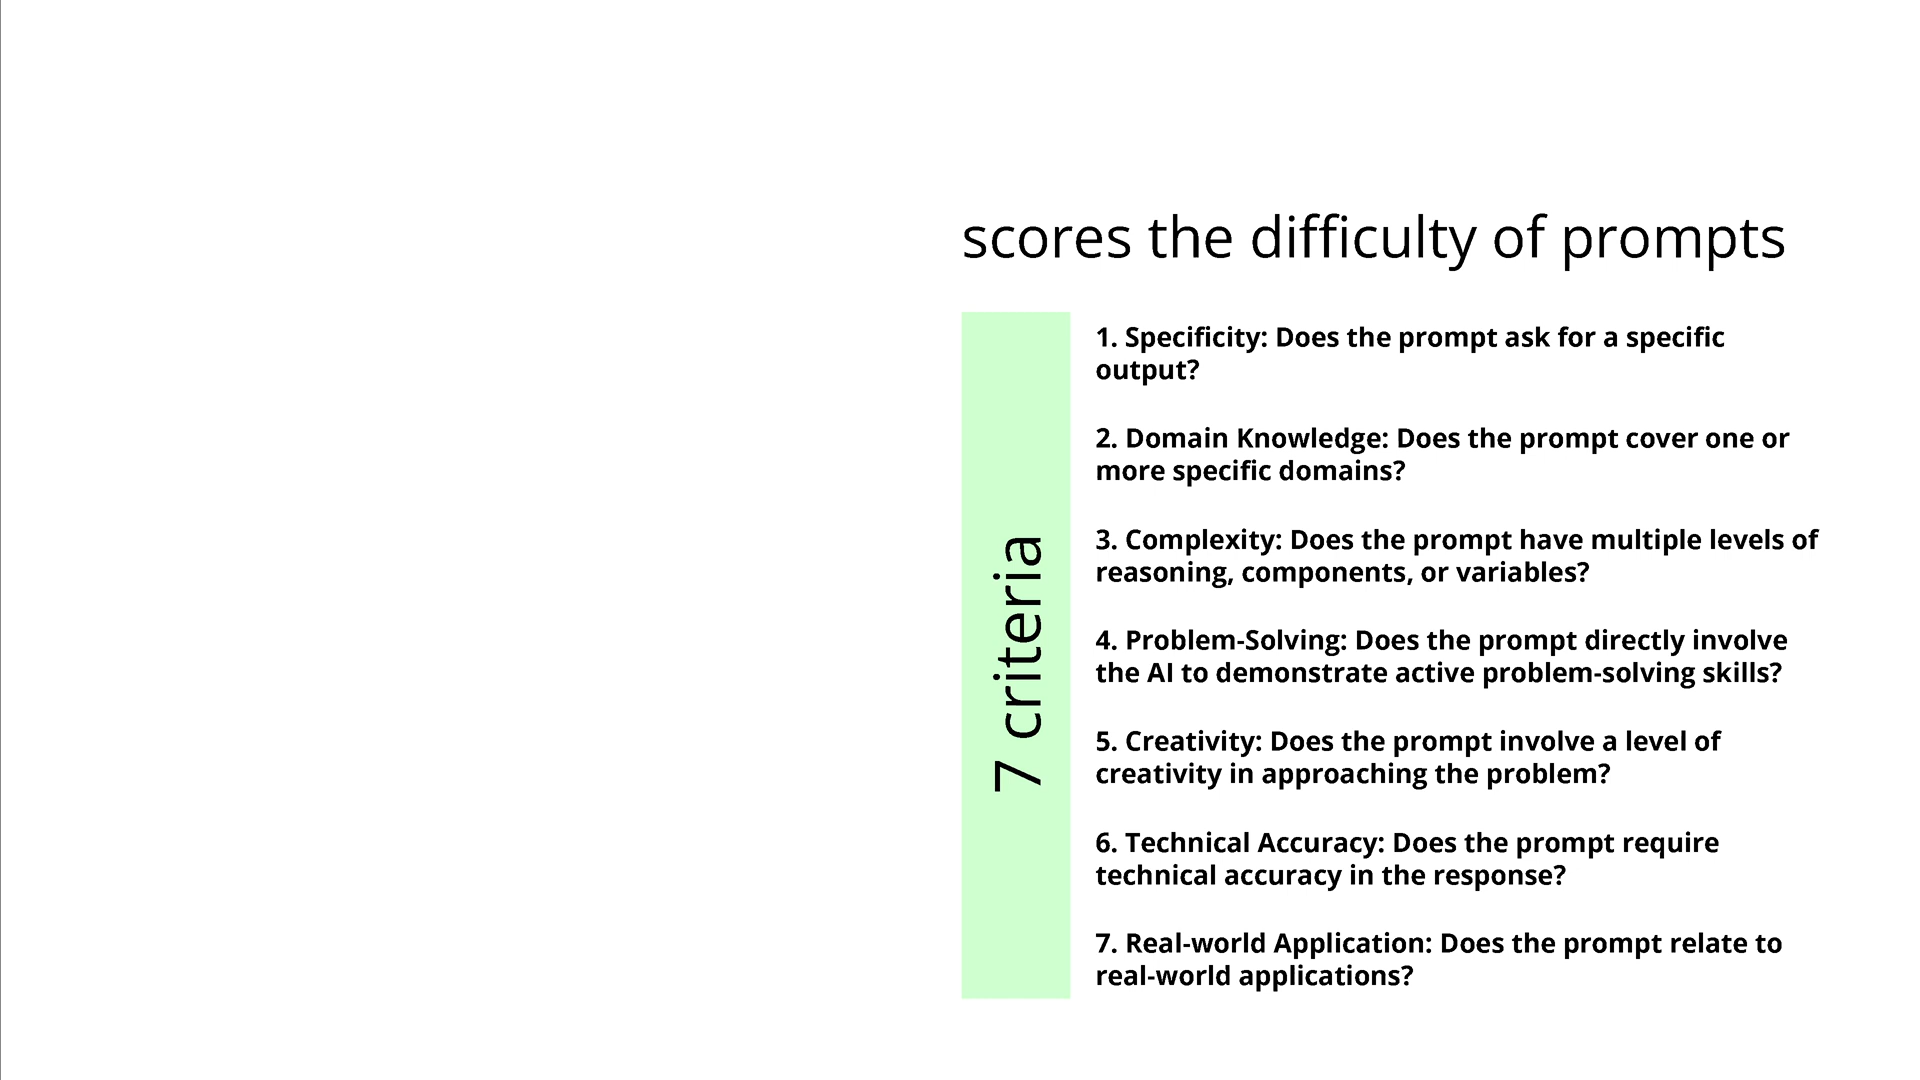 scores the difficulty of prompts
7 criteria
1. Specificity: Does the prompt ask for a specific
output?
2. Domain Knowledge: Does the prompt cover one or
more specific domains?
3. Complexity: Does the prompt have multiple levels of
reasoning, components, or variables?
4. Problem-Solving: Does the prompt directly involve
the AI to demonstrate active problem-solving skills?
5. Creativity: Does the prompt involve a level of
creativity in approaching the problem?
6. Technical Accuracy: Does the prompt require
technical accuracy in the response?
7. Real-world Application: Does the prompt relate to
real-world applications?